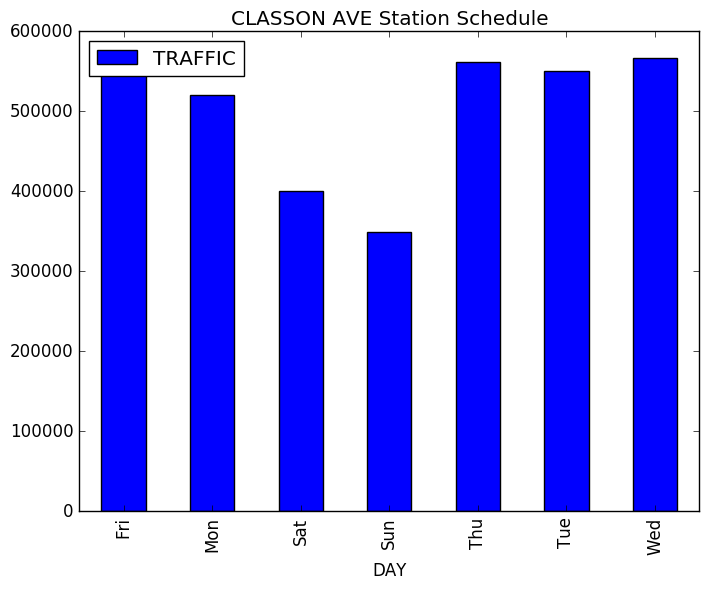 CLASSON AVE Station Schedule
600000
500000
400000
300000
200000
100000
0
TRAFFIC
Fri
Mon
Sat
Sun
Thu
Tue
Wed
DAY